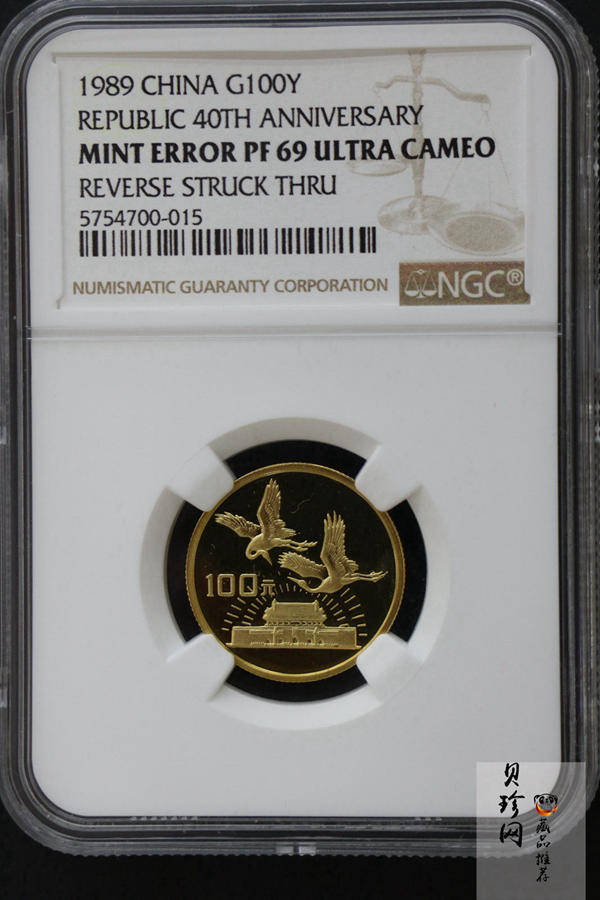 1989 CHINA G100Y
REPUBLIC 40TH ANNIVERSARY
MINT ERROR PF 69 ULTRA CAMEO
REVERSE STRUCK THRU
5754700-015
NUMISMATIC GUARANTY CORPORATION
NGC®
100元
贝珍网
藏品推荐